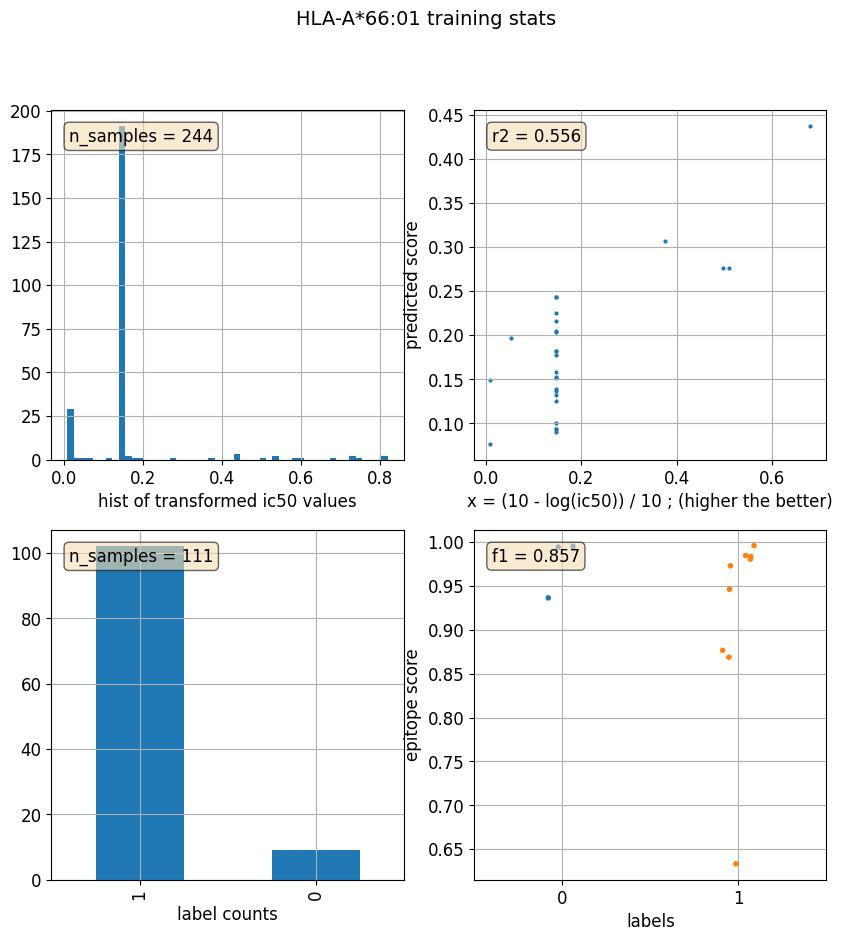 HLA-A*66:01 training stats
200
175
150
125
100
75
50
25
0
n_samples = 244
0.0 0.2 0.4 0.6 0.8
hist of transformed ic50 values
0.45
0.40
0.35
0.30
0.25
0.20
0.15
0.10
predicted score
r2 = 0.556
0.0 0.2 0.4 0.6
x = (10 - log(ic50)) / 10 ; (higher the better)
100
80
60
40
20
0
n_samples = 111
1 0
label counts
1.00
0.95
0.90
0.85
0.80
0.75
0.70
0.65
epitope score
f1 = 0.857
0 1
labels